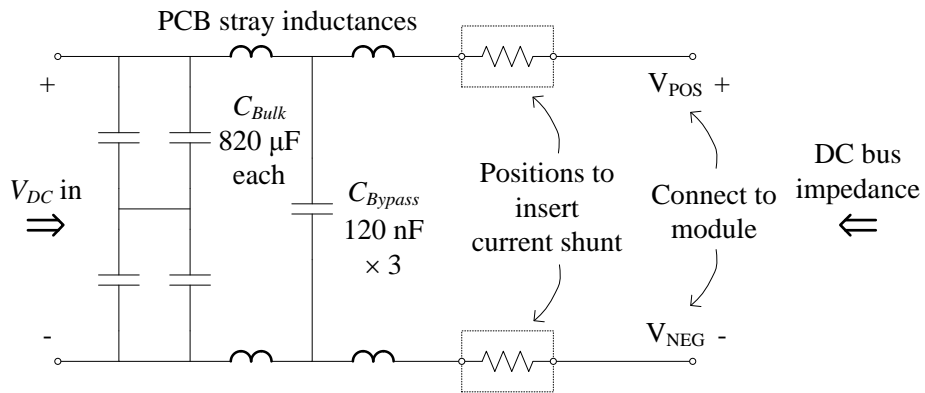 PCB stray inductances
+
C_Bulk
820 μF
each
V_DC in
⇒
C_Bypass
120 nF
× 3
-
Positions to
insert
current shunt
V_POS +
Connect to
module
V_NEG -
DC bus
impedance
⇐